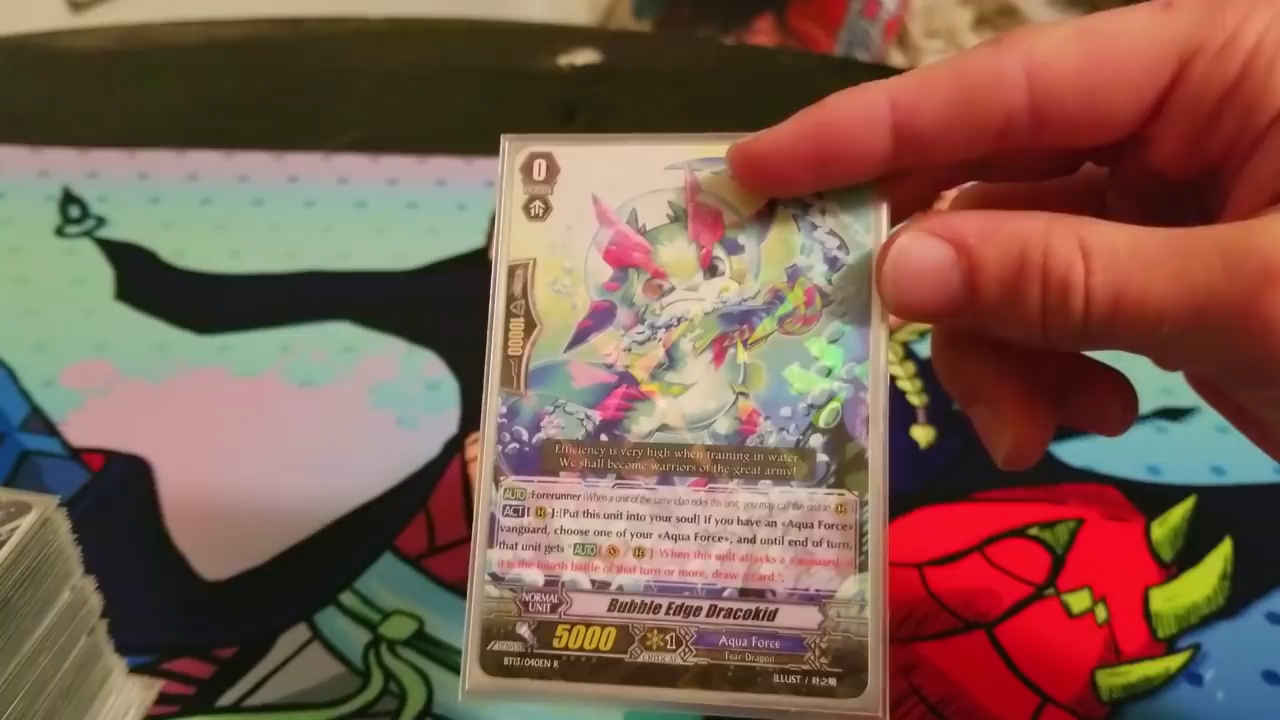 0
10000
Efficiency is very high when training in water.
We shall become warriors of the great army!
AUTO :Forerunner (When a unit of the same clan rides this unit, you may call this unit to
ACT [ ]:[Put this unit into your soul] If you have an «Aqua Force»
vanguard, choose one of your «Aqua Force», and until end of turn,
that unit gets "AUTO [ / ]: When this unit attacks a vanguard, if
it is the fourth battle of that turn or more, draw a card.".
NORMAL
UNIT
Bubble Edge Dracokid
5000
1
CRITICAL
Aqua Force
Tear Dragon
BT13/040EN R
ILLUST / 叶之明